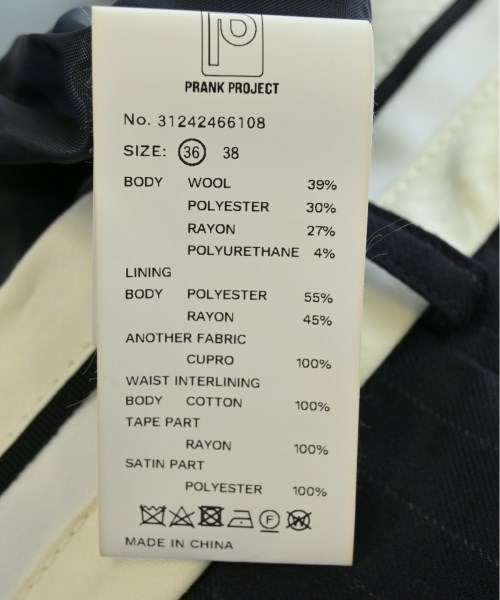 P
PRANK PROJECT
No. 31242466108
SIZE: 36 38
BODY WOOL 39%
POLYESTER 30%
RAYON 27%
POLYURETHANE 4%
LINING
BODY POLYESTER 55%
RAYON 45%
ANOTHER FABRIC
CUPRO 100%
WAIST INTERLINING
BODY COTTON 100%
TAPE PART
RAYON 100%
SATIN PART
POLYESTER 100%
F W
MADE IN CHINA